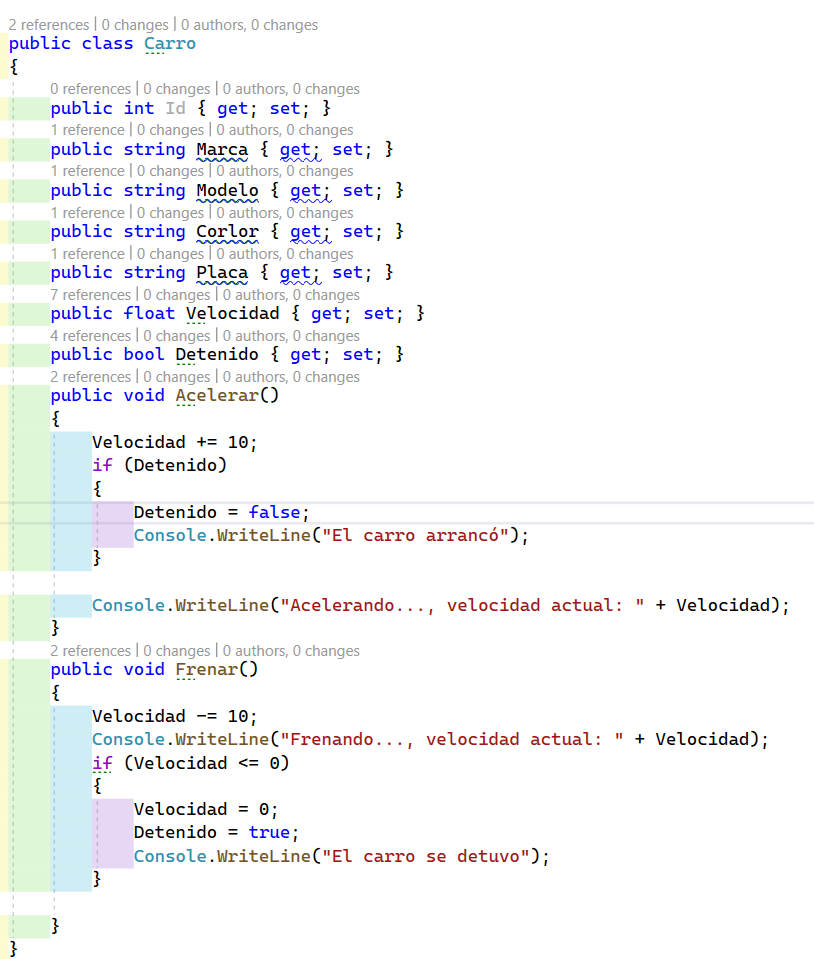 2 references | 0 changes | 0 authors, 0 changes
public class Carro
{
0 references | 0 changes | 0 authors, 0 changes
public int Id { get; set; }
1 reference | 0 changes | 0 authors, 0 changes
public string Marca { get; set; }
1 reference | 0 changes | 0 authors, 0 changes
public string Modelo { get; set; }
1 reference | 0 changes | 0 authors, 0 changes
public string Corlor { get; set; }
1 reference | 0 changes | 0 authors, 0 changes
public string Placa { get; set; }
7 references | 0 changes | 0 authors, 0 changes
public float Velocidad { get; set; }
4 references | 0 changes | 0 authors, 0 changes
public bool Detenido { get; set; }
2 references | 0 changes | 0 authors, 0 changes
public void Acelerar()
{
Velocidad += 10;
if (Detenido)
{
Detenido = false;
Console.WriteLine("El carro arrancó");
}
Console.WriteLine("Acelerando..., velocidad actual: " + Velocidad);
}
2 references | 0 changes | 0 authors, 0 changes
public void Frenar()
{
Velocidad -= 10;
Console.WriteLine("Frenando..., velocidad actual: " + Velocidad);
if (Velocidad <= 0)
{
Velocidad = 0;
Detenido = true;
Console.WriteLine("El carro se detuvo");
}
}
}